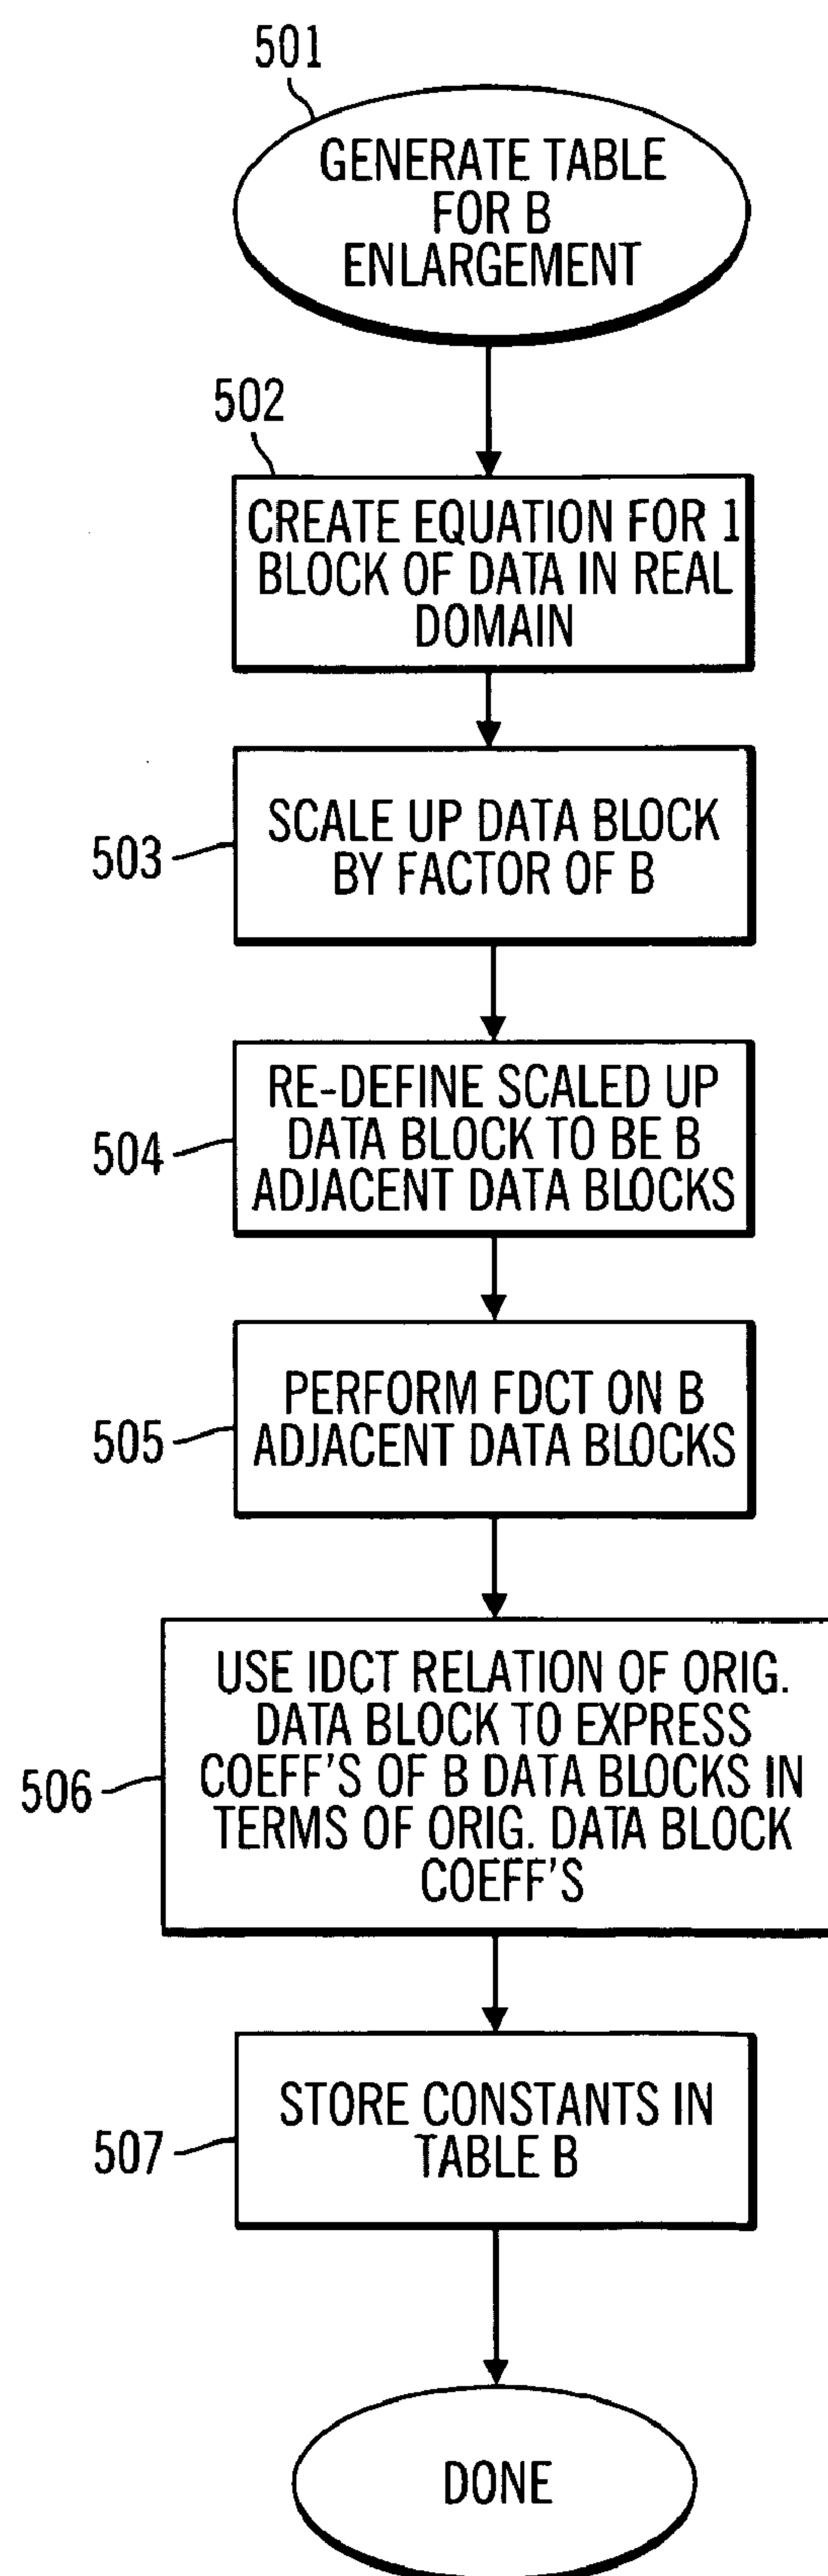 501
GENERATE TABLE
FOR B
ENLARGEMENT
502
CREATE EQUATION FOR 1
BLOCK OF DATA IN REAL
DOMAIN
503
SCALE UP DATA BLOCK
BY FACTOR OF B
504
RE-DEFINE SCALED UP
DATA BLOCK TO BE B
ADJACENT DATA BLOCKS
505
PERFORM FDCT ON B
ADJACENT DATA BLOCKS
506
USE IDCT RELATION OF ORIG.
DATA BLOCK TO EXPRESS
COEFF'S OF B DATA BLOCKS IN
TERMS OF ORIG. DATA BLOCK
COEFF'S
507
STORE CONSTANTS IN
TABLE B
DONE